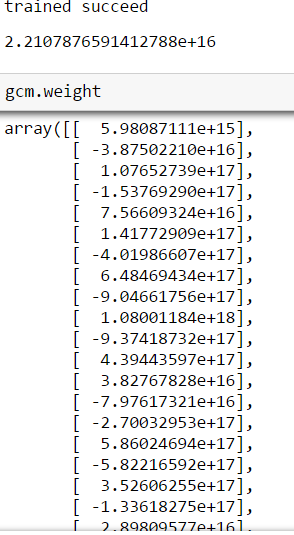 trained succeed
2.2107876591412788e+16
gcm.weight
array([[  5.98087111e+15],
       [ -3.87502210e+16],
       [  1.07652739e+17],
       [ -1.53769290e+17],
       [  7.56609324e+16],
       [  1.41772909e+17],
       [ -4.01986607e+17],
       [  6.48469434e+17],
       [ -9.04661756e+17],
       [  1.08001184e+18],
       [ -9.37418732e+17],
       [  4.39443597e+17],
       [  3.82767828e+16],
       [ -7.97617321e+16],
       [ -2.70032953e+17],
       [  5.86024694e+17],
       [ -5.82216592e+17],
       [  3.52606255e+17],
       [ -1.33618275e+17],
       [  2.89809577e+16],